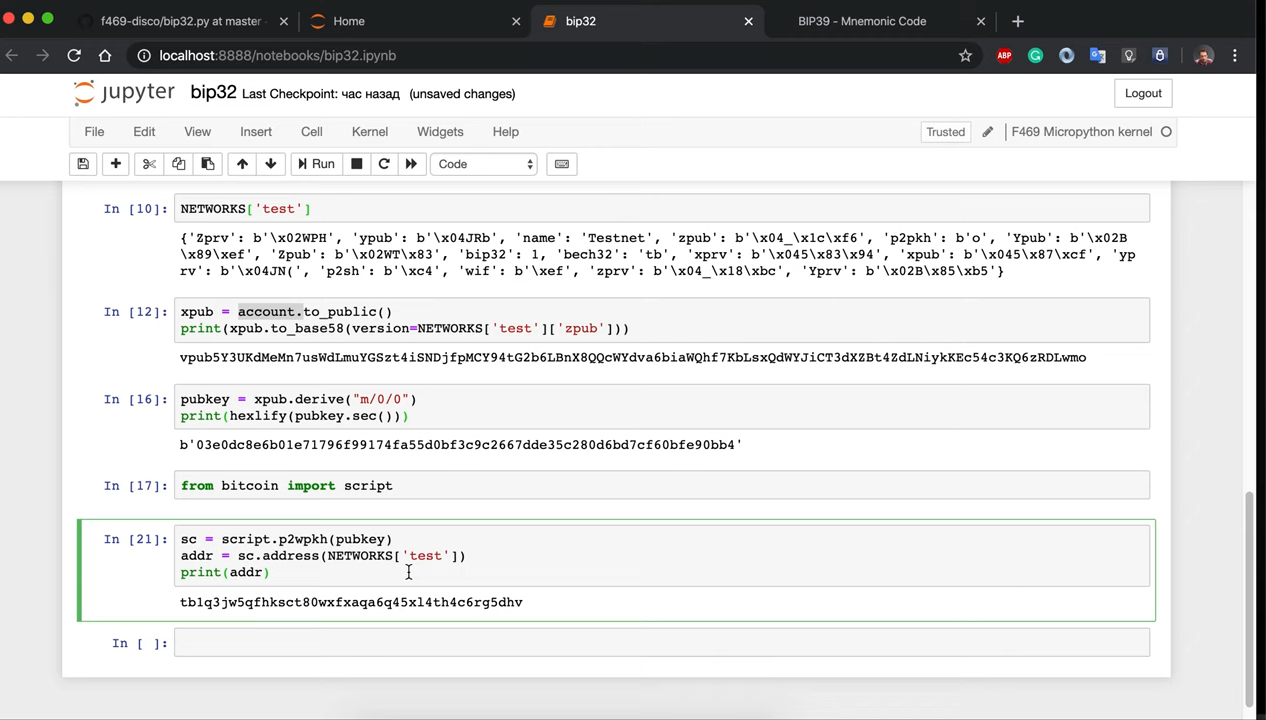 f469-disco/bip32.py at master
Home
bip32
BIP39 - Mnemonic Code
localhost:8888/notebooks/bip32.ipynb
ABP
jupyter bip32 Last Checkpoint: час назад (unsaved changes)
Logout
File Edit View Insert Cell Kernel Widgets Help
Trusted
F469 Micropython kernel
Run
Code
In [10]: NETWORKS['test']
{'Zprv': b'\x02WPH', 'ypub': b'\x04JRb', 'name': 'Testnet', 'zpub': b'\x04_\x1c\xf6', 'p2pkh': b'o', 'Ypub': b'\x02B
\x89\xef', 'Zpub': b'\x02WT\x83', 'bip32': 1, 'bech32': 'tb', 'xprv': b'\x045\x83\x94', 'xpub': b'\x045\x87\xcf', 'yp
rv': b'\x04JN(', 'p2sh': b'\xc4', 'wif': b'\xef', 'zprv': b'\x04_\x18\xbc', 'Yprv': b'\x02B\x85\xb5'}
In [12]: xpub = account.to_public()
print(xpub.to_base58(version=NETWORKS['test']['zpub']))
vpub5Y3UKdMeMn7usWdLmuYGSzt4iSNDjfpMCY94tG2b6LBnX8QQcWYdva6biaWQhf7KbLsxQdWYJiCT3dXZBt4ZdLNiykKEc54c3KQ6zRDLwmo
In [16]: pubkey = xpub.derive("m/0/0")
print(hexlify(pubkey.sec()))
b'03e0dc8e6b01e71796f99174fa55d0bf3c9c2667dde35c280d6bd7cf60bfe90bb4'
In [17]: from bitcoin import script
In [21]: sc = script.p2wpkh(pubkey)
addr = sc.address(NETWORKS['test'])
print(addr)
tb1q3jw5qfhksct80wxfxaqa6q45xl4th4c6rg5dhv
In [ ]: